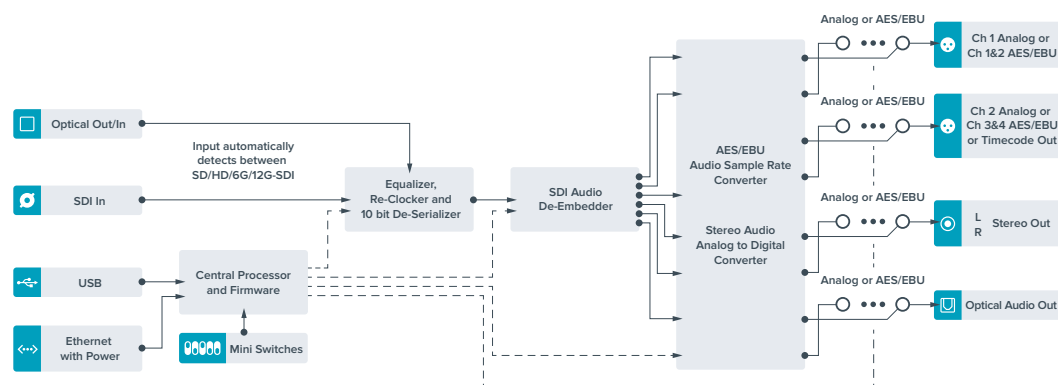 Analog or AES/EBU
Ch 1 Analog or
Ch 1&2 AES/EBU
Optical Out/In
Input automatically
detects between
SD/HD/6G/12G-SDI
Analog or AES/EBU
Ch 2 Analog or
Ch 3&4 AES/EBU
or Timecode Out
AES/EBU
Audio Sample Rate
Converter
SDI In
Equalizer,
Re-Clocker and
10 bit De-Serializer
SDI Audio
De-Embedder
Analog or AES/EBU
L
R
Stereo Out
Stereo Audio
Analog to Digital
Converter
USB
Central Processor
and Firmware
Analog or AES/EBU
Optical Audio Out
Ethernet
with Power
Mini Switches